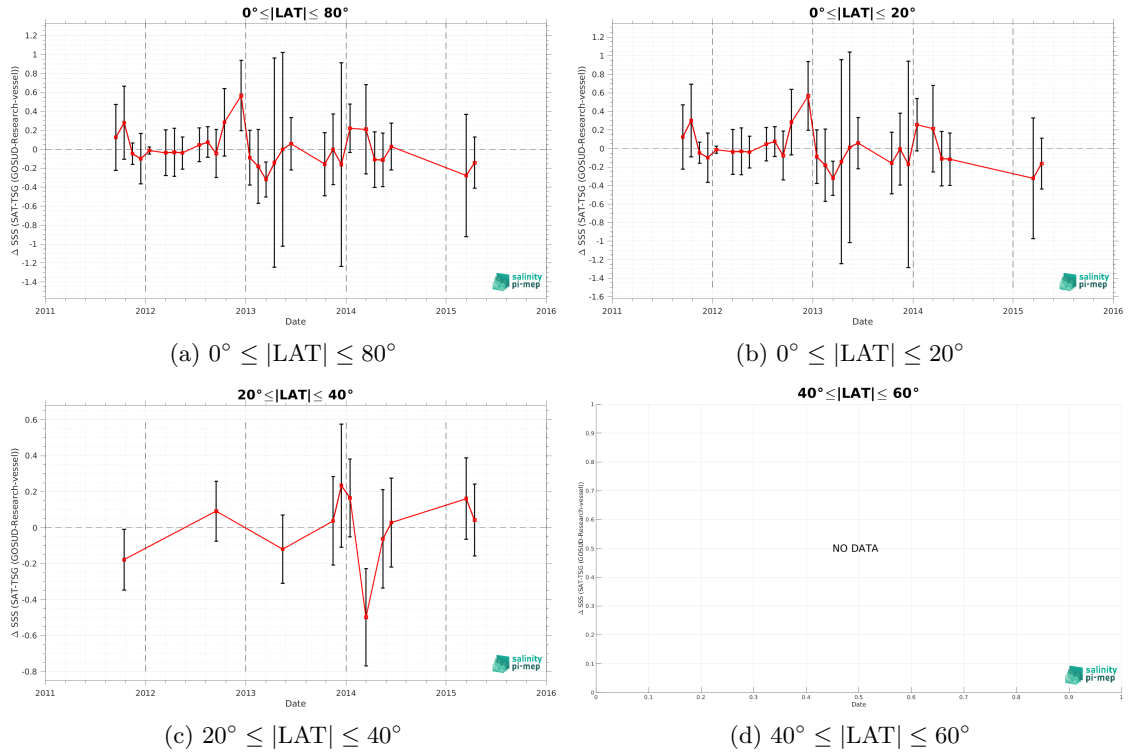 0°≤|LAT|≤ 80°
Δ SSS (SAT-TSG (GOSUD-Research-vessel))
1.2
1
0.8
0.6
0.4
0.2
0
-0.2
-0.4
-0.6
-0.8
-1
-1.2
-1.4
2011 2012 2013 2014 2015 2016
Date
salinity
pi-mep
(a) 0° ≤ |LAT| ≤ 80°
0°≤|LAT|≤ 20°
Δ SSS (SAT-TSG (GOSUD-Research-vessel))
1.2
1
0.8
0.6
0.4
0.2
0
-0.2
-0.4
-0.6
-0.8
-1
-1.2
-1.4
-1.6
2011 2012 2013 2014 2015 2016
Date
salinity
pi-mep
(b) 0° ≤ |LAT| ≤ 20°
20°≤|LAT|≤ 40°
Δ SSS (SAT-TSG (GOSUD-Research-vessel))
0.6
0.4
0.2
0
-0.2
-0.4
-0.6
-0.8
2011 2012 2013 2014 2015 2016
Date
salinity
pi-mep
(c) 20° ≤ |LAT| ≤ 40°
40°≤|LAT|≤ 60°
Δ SSS (SAT-TSG (GOSUD-Research-vessel))
1
0.9
0.8
0.7
0.6
0.5
0.4
0.3
0.2
0.1
0
NO DATA
0 0.1 0.2 0.3 0.4 0.5 0.6 0.7 0.8 0.9 1
Date
salinity
pi-mep
(d) 40° ≤ |LAT| ≤ 60°